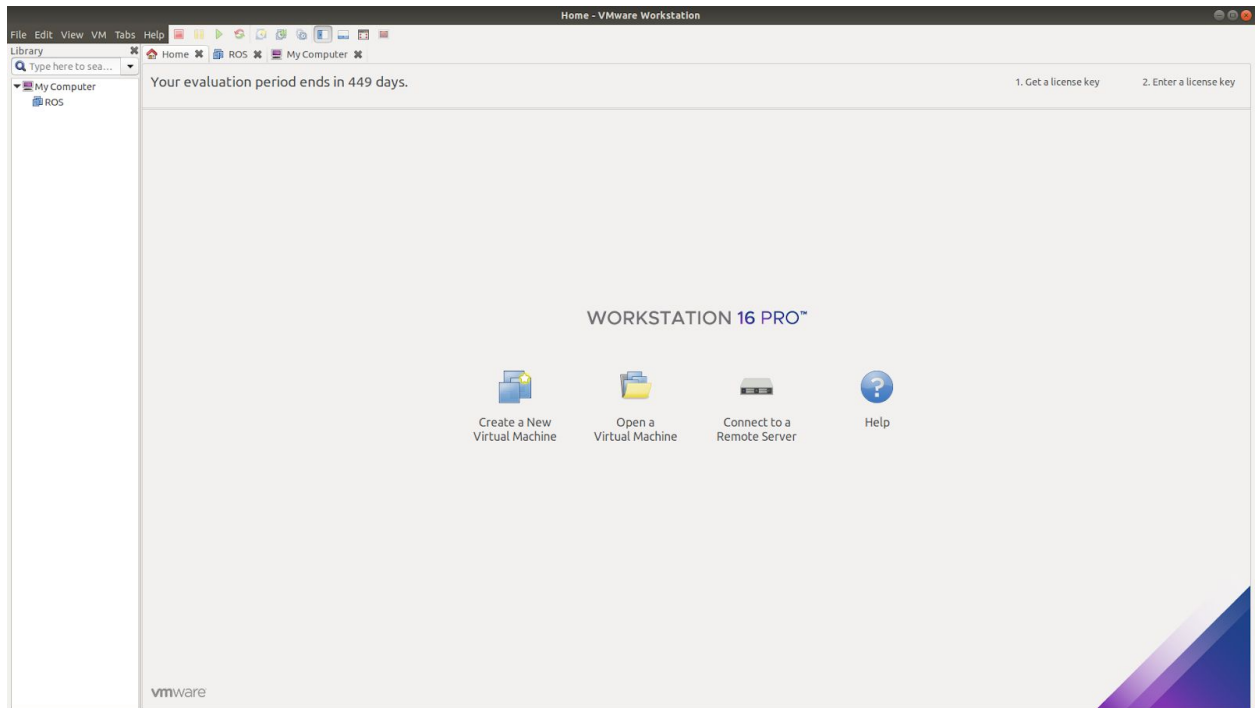 Home - VMware Workstation
File Edit View VM Tabs Help
Library
Home ROS My Computer
Type here to sea...
Your evaluation period ends in 449 days.
1. Get a license key
2. Enter a license key
My Computer
ROS
WORKSTATION 16 PRO™
Create a New
Virtual Machine
Open a
Virtual Machine
Connect to a
Remote Server
Help
vmware